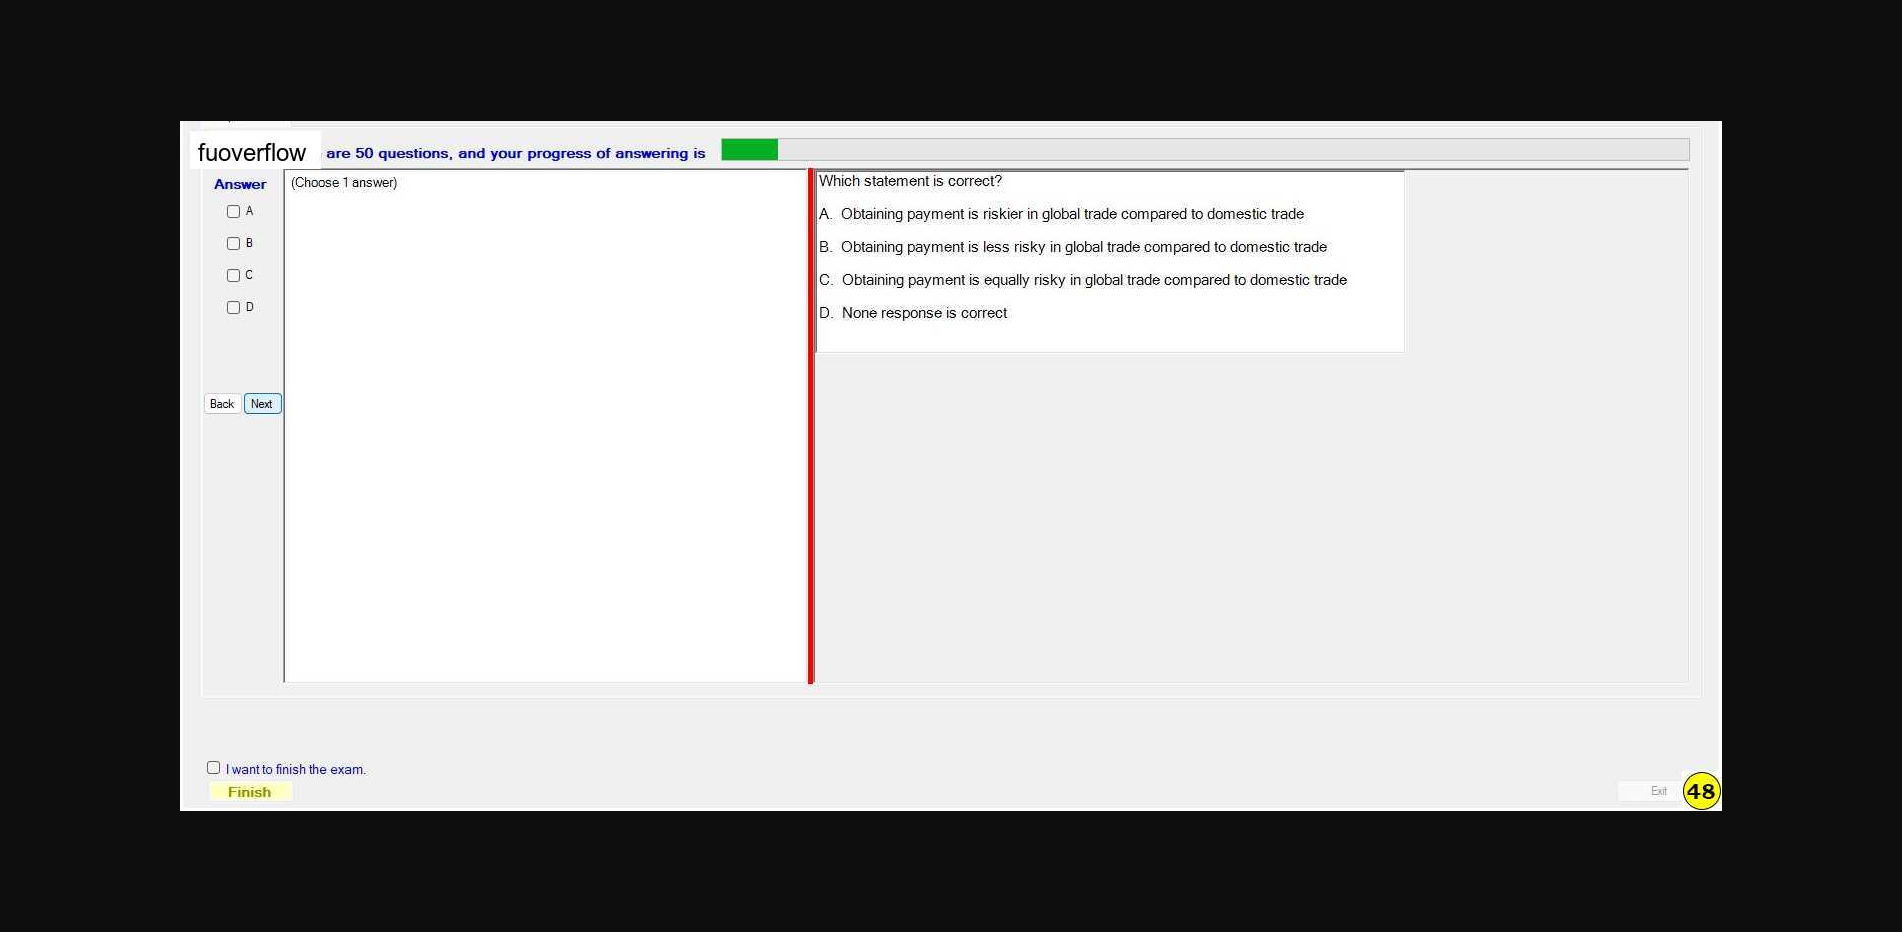 fuoverflow are 50 questions, and your progress of answering is
Answer
(Choose 1 answer)
A
B
C
D
Back Next
Which statement is correct?
A. Obtaining payment is riskier in global trade compared to domestic trade
B. Obtaining payment is less risky in global trade compared to domestic trade
C. Obtaining payment is equally risky in global trade compared to domestic trade
D. None response is correct
I want to finish the exam.
Finish
Exit
48